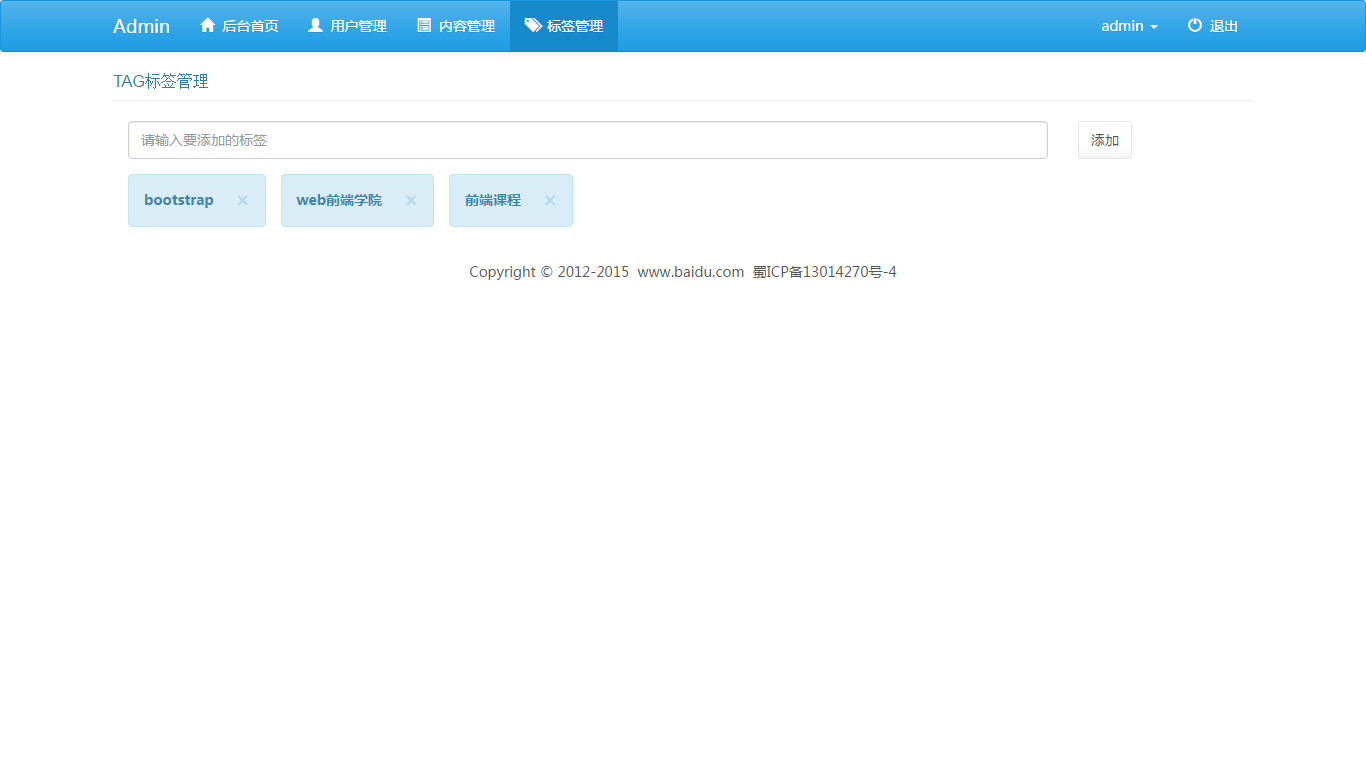 Admin 后台首页 用户管理 内容管理 标签管理 admin 退出
TAG标签管理
请输入要添加的标签 添加
bootstrap × web前端学院 × 前端课程 ×
Copyright © 2012-2015 www.baidu.com 蜀ICP备13014270号-4